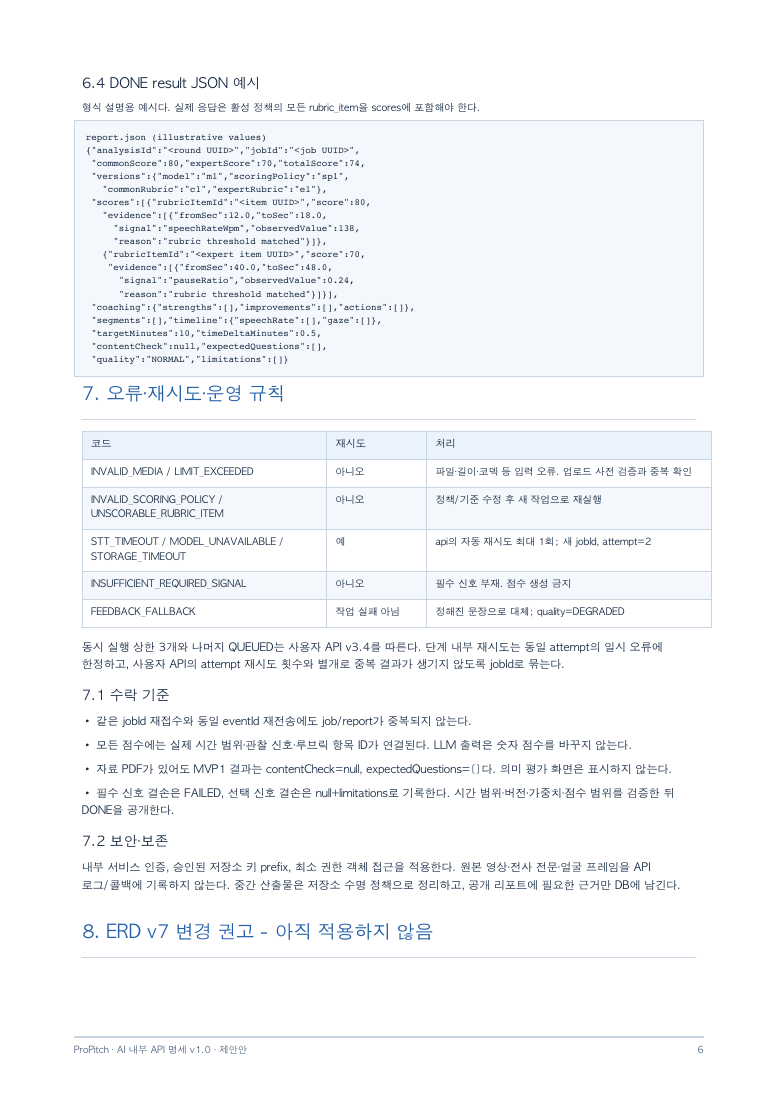 6.4 DONE result JSON 예시
형식 설명용 예시다. 실제 응답은 활성 정책의 모든 rubric_item을 scores에 포함해야 한다.
report.json (illustrative values)
{"analysisId":"<round UUID>","jobId":"<job UUID>",
"commonScore":80,"expertScore":70,"totalScore":74,
"versions":{"model":"m1","scoringPolicy":"sp1",
"commonRubric":"c1","expertRubric":"e1"},
"scores":[{"rubricItemId":"<item UUID>","score":80,
"evidence":[{"fromSec":12.0,"toSec":18.0,
"signal":"speechRateWpm","observedValue":138,
"reason":"rubric threshold matched"}]},
{"rubricItemId":"<expert item UUID>","score":70,
"evidence":[{"fromSec":40.0,"toSec":48.0,
"signal":"pauseRatio","observedValue":0.24,
"reason":"rubric threshold matched"}]}],
"coaching":{"strengths":[],"improvements":[],"actions":[]},
"segments":[],"timeline":{"speechRate":[],"gaze":[]},
"targetMinutes":10,"timeDeltaMinutes":0.5,
"contentCheck":null,"expectedQuestions":[],
"quality":"NORMAL","limitations":[]}
7. 오류·재시도·운영 규칙
코드 재시도 처리
INVALID_MEDIA / LIMIT_EXCEEDED 아니오 파일·길이·코덱 등 입력 오류. 업로드 사전 검증과 중복 확인
INVALID_SCORING_POLICY / 아니오 정책/기준 수정 후 새 작업으로 재실행
UNSCORABLE_RUBRIC_ITEM
STT_TIMEOUT / MODEL_UNAVAILABLE / 예 api의 자동 재시도 최대 1회; 새 jobId, attempt=2
STORAGE_TIMEOUT
INSUFFICIENT_REQUIRED_SIGNAL 아니오 필수 신호 부재. 점수 생성 금지
FEEDBACK_FALLBACK 작업 실패 아님 정해진 문장으로 대체; quality=DEGRADED
동시 실행 상한 3개와 나머지 QUEUED는 사용자 API v3.4를 따른다. 단계 내부 재시도는 동일 attempt의 일시 오류에
한정하고, 사용자 API의 attempt 재시도 횟수와 별개로 중복 결과가 생기지 않도록 jobId로 묶는다.
7.1 수락 기준
• 같은 jobId 재접수와 동일 eventId 재전송에도 job/report가 중복되지 않는다.
• 모든 점수에는 실제 시간 범위·관찰 신호·루브릭 항목 ID가 연결된다. LLM 출력은 숫자 점수를 바꾸지 않는다.
• 자료 PDF가 있어도 MVP1 결과는 contentCheck=null, expectedQuestions=[]다. 의미 평가 화면은 표시하지 않는다.
• 필수 신호 결손은 FAILED, 선택 신호 결손은 null+limitations로 기록한다. 시간 범위·버전·가중치·점수 범위를 검증한 뒤
DONE을 공개한다.
7.2 보안·보존
내부 서비스 인증, 승인된 저장소 키 prefix, 최소 권한 객체 접근을 적용한다. 원본 영상·전사 전문·얼굴 프레임을 API
로그/콜백에 기록하지 않는다. 중간 산출물은 저장소 수명 정책으로 정리하고, 공개 리포트에 필요한 근거만 DB에 남긴다.
8. ERD v7 변경 권고 - 아직 적용하지 않음
ProPitch · AI 내부 API 명세 v1.0 · 제안안 6